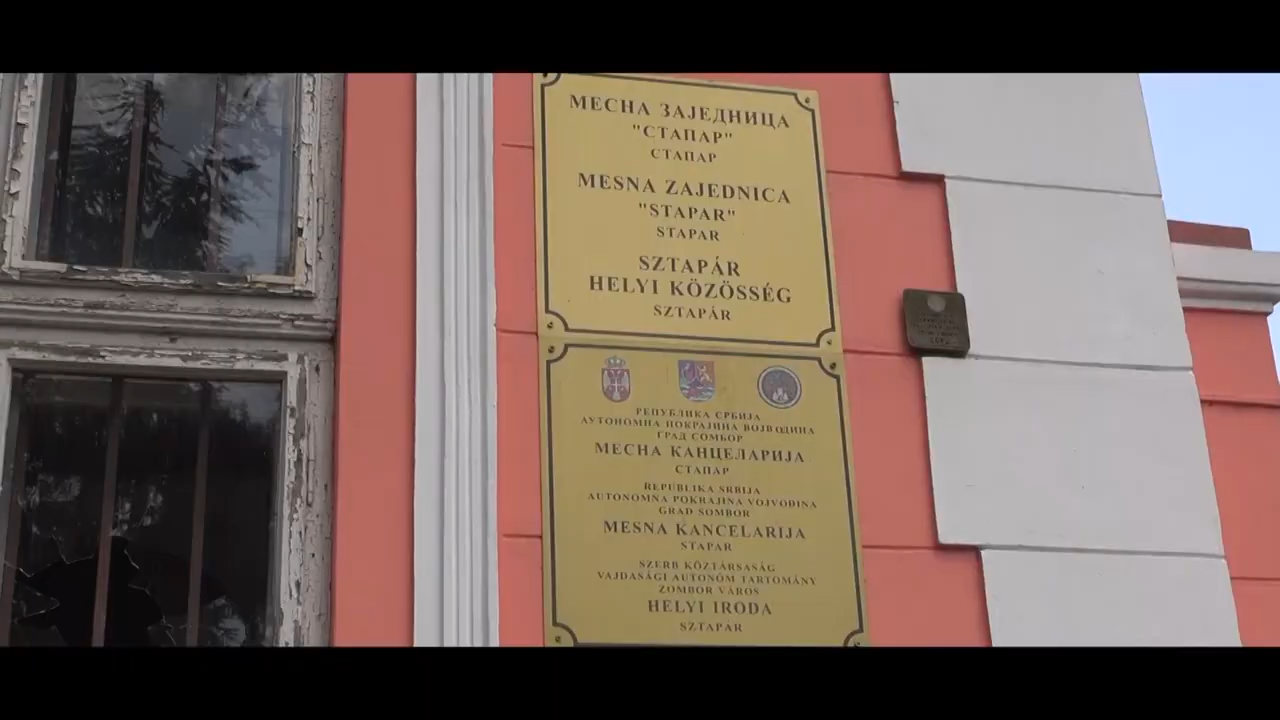 МЕСНА ЗАЈЕДНИЦА
"СТАПАР"
СТАПАР
MESNA ZAJEDNICA
"STAPAR"
STAPAR
SZTAPÁR
HELYI KÖZÖSSÉG
SZTAPÁR
РЕПУБЛИКА СРБИЈА
АУТОНОМНА ПОКРАЈИНА ВОЈВОДИНА
ГРАД СОМБОР
МЕСНА КАНЦЕЛАРИЈА
СТАПАР
REPUBLIKA SRBIJA
AUTONOMNA POKRAJINA VOJVODINA
GRAD SOMBOR
MESNA KANCELARIJA
STAPAR
SZERB KÖZTÁRSASÁG
VAJDASÁGI AUTONÓM TARTOMÁNY
ZOMBOR VÁROS
HELYI IRODA
SZTAPÁR